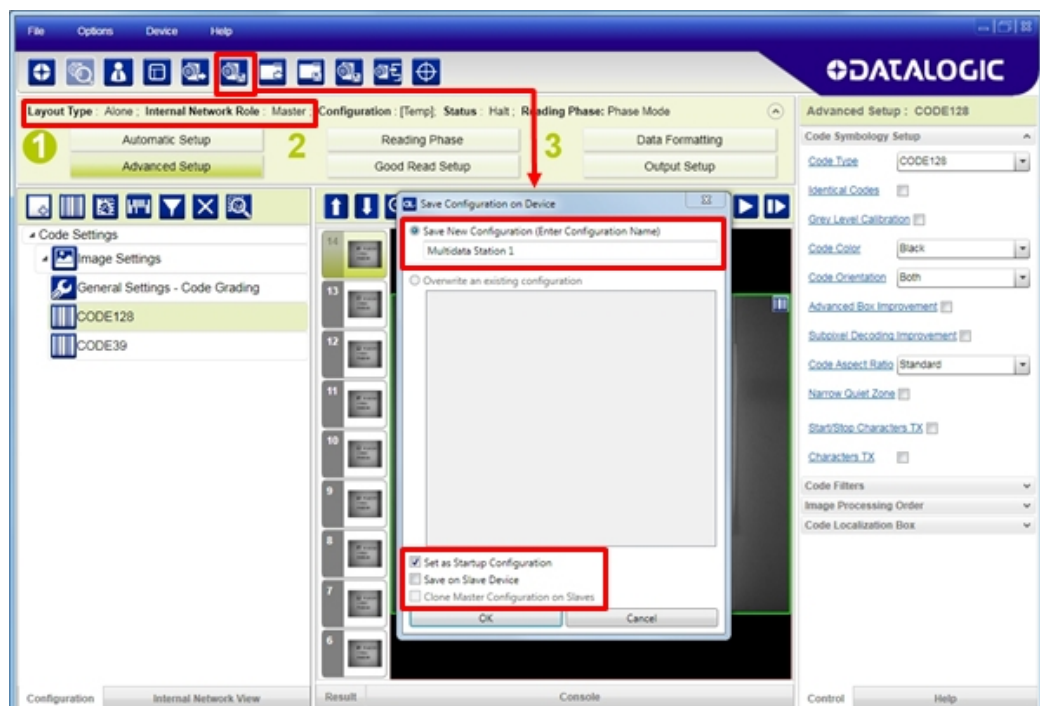 File Options Device Help
DATALOGIC
Layout Type : Alone ; Internal Network Role : Master ; Configuration : [Temp]; Status : Halt ; Reading Phase: Phase Mode
1 Automatic Setup
Advanced Setup
2 Reading Phase
Good Read Setup
3 Data Formatting
Output Setup
Code Settings
Image Settings
General Settings - Code Grading
CODE128
CODE39
Configuration
Internal Network View
14
13
12
11
10
9
8
7
6
Result
Console
Save Configuration on Device
Save New Configuration (Enter Configuration Name)
Multidata Station 1
Overwrite an existing configuration
Set as Startup Configuration
Save on Slave Device
Clone Master Configuration on Slaves
OK Cancel
Advanced Setup : CODE128
Code Symbology Setup
Code Type CODE128
Identical Codes
Grey Level Calibration
Code Color Black
Code Orientation Both
Advanced Box Improvement
Subpixel Decoding Improvement
Code Aspect Ratio Standard
Narrow Quiet Zone
Start/Stop Characters TX
Characters TX
Code Filters
Image Processing Order
Code Localization Box
Control
Help